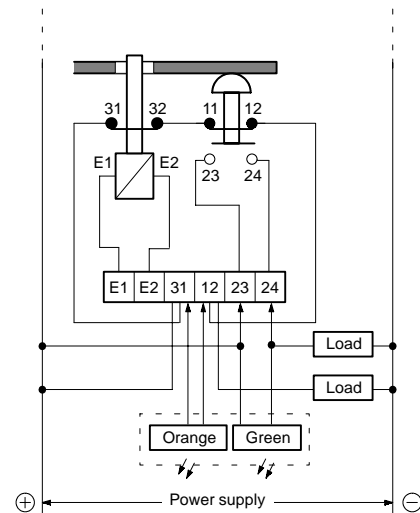 31 32 11 12
E1 E2 23 24
E1 E2 31 12 23 24
Load
Load
Orange Green
+ Power supply −